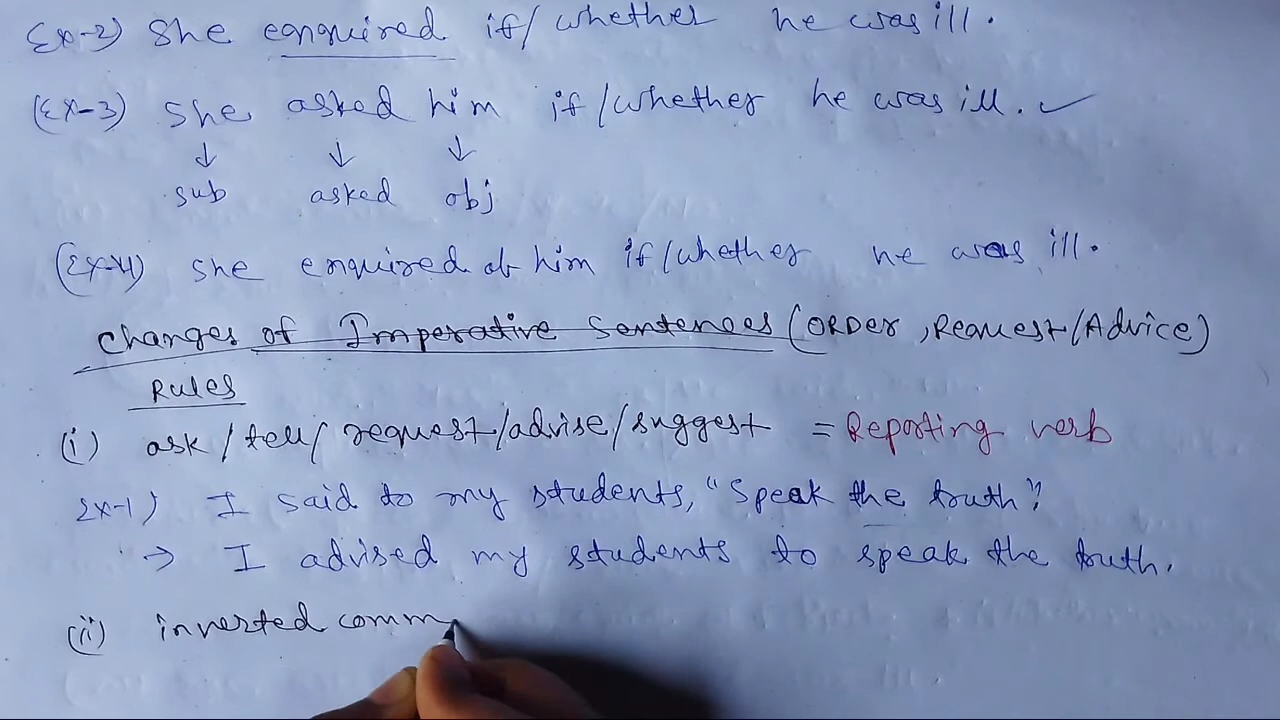 Ex-2) She enquired if/whether he was ill.
(Ex-3) She asked him if/whether he was ill. ✓
↓ ↓ ↓
sub asked obj
(Ex-4) She enquired of him if/whether he was ill.
Changes of Imperative Sentences (Order, Request/Advice)
Rules
(i) ask/tell/request/advise/suggest = Reporting verb
Ex-1) I said to my students, "Speak the truth".
→ I advised my students to speak the truth.
(ii) inverted comm